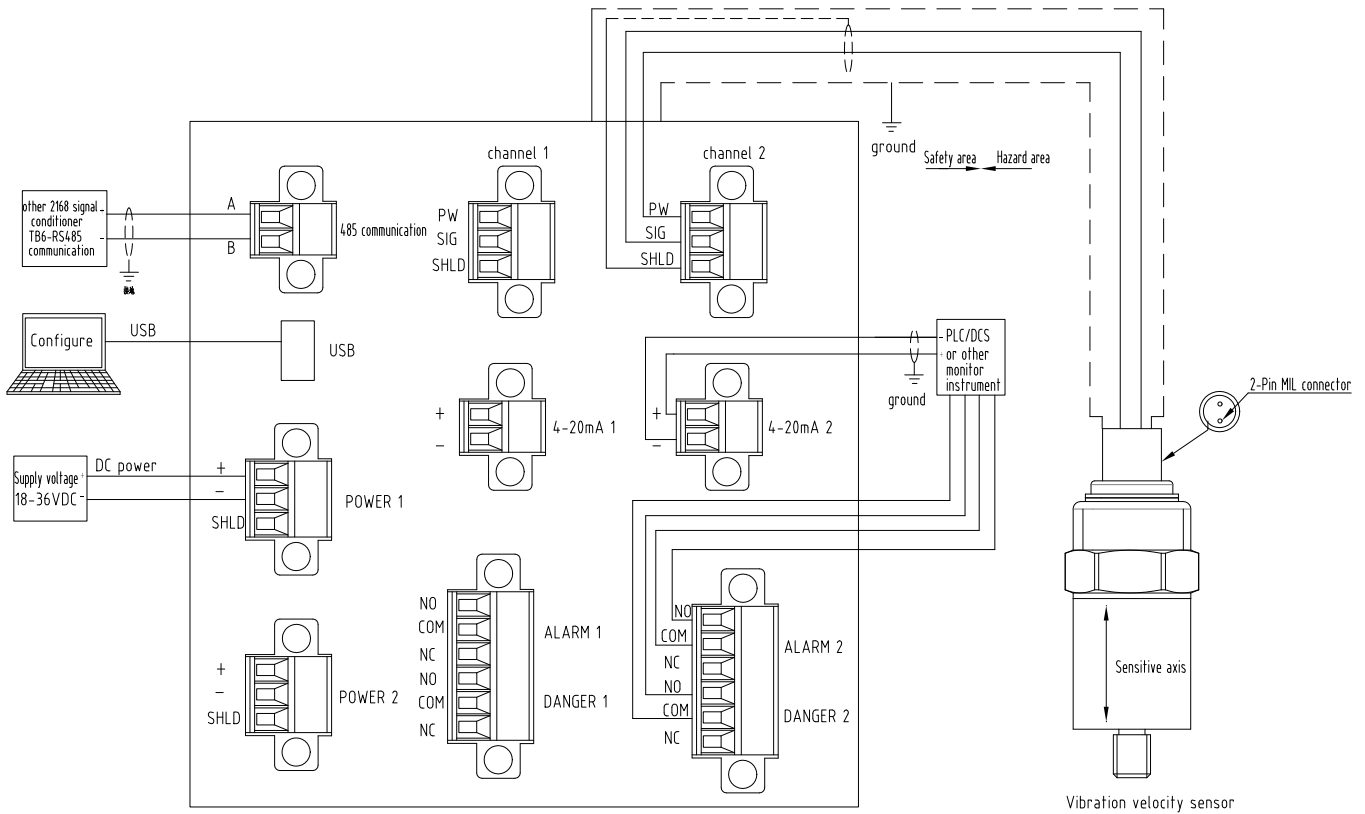 channel 1
channel 2
ground
Safety area
Hazard area
other 2168 signal
conditioner
TB6-RS485
communication
-
-
A
B
485 communication
PW
SIG
SHLD
PW
SIG
SHLD
Configure
USB
USB
- PLC/DCS
+ or other
monitor
instrument
ground
2-Pin MIL connector
+
-
4-20mA 1
+
-
4-20mA 2
Supply voltage +
18-36VDC -
DC power
+
-
SHLD
POWER 1
NO
COM
NC
NO
COM
NC
ALARM 1
DANGER 1
NO
COM
NC
NO
COM
NC
ALARM 2
DANGER 2
+
-
SHLD
POWER 2
Sensitive axis
Vibration velocity sensor